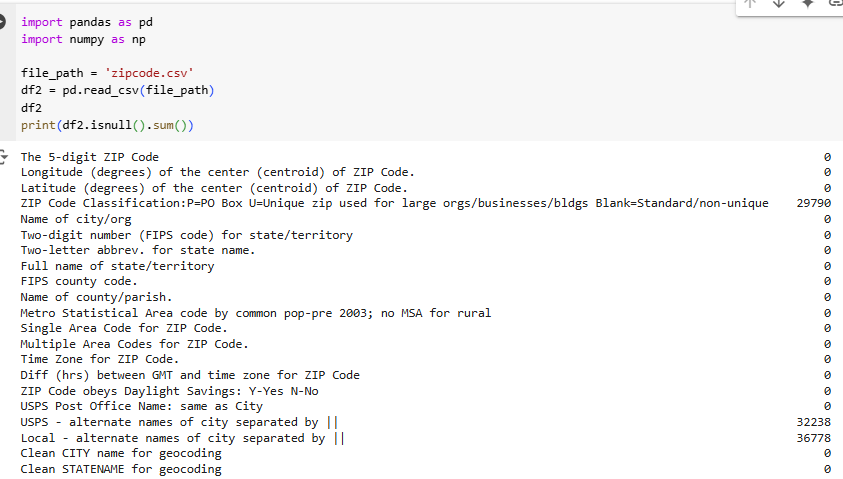 import pandas as pd
import numpy as np
file_path = 'zipcode.csv'
df2 = pd.read_csv(file_path)
df2
print(df2.isnull().sum())
The 5-digit ZIP Code 0
Longitude (degrees) of the center (centroid) of ZIP Code. 0
Latitude (degrees) of the center (centroid) of ZIP Code. 0
ZIP Code Classification:P=PO Box U=Unique zip used for large orgs/businesses/bldgs Blank=Standard/non-unique 29790
Name of city/org 0
Two-digit number (FIPS code) for state/territory 0
Two-letter abbrev. for state name. 0
Full name of state/territory 0
FIPS county code. 0
Name of county/parish. 0
Metro Statistical Area code by common pop-pre 2003; no MSA for rural 0
Single Area Code for ZIP Code. 0
Multiple Area Codes for ZIP Code. 0
Time Zone for ZIP Code. 0
Diff (hrs) between GMT and time zone for ZIP Code 0
ZIP Code obeys Daylight Savings: Y-Yes N-No 0
USPS Post Office Name: same as City 0
USPS - alternate names of city separated by || 32238
Local - alternate names of city separated by || 36778
Clean CITY name for geocoding 0
Clean STATENAME for geocoding 0